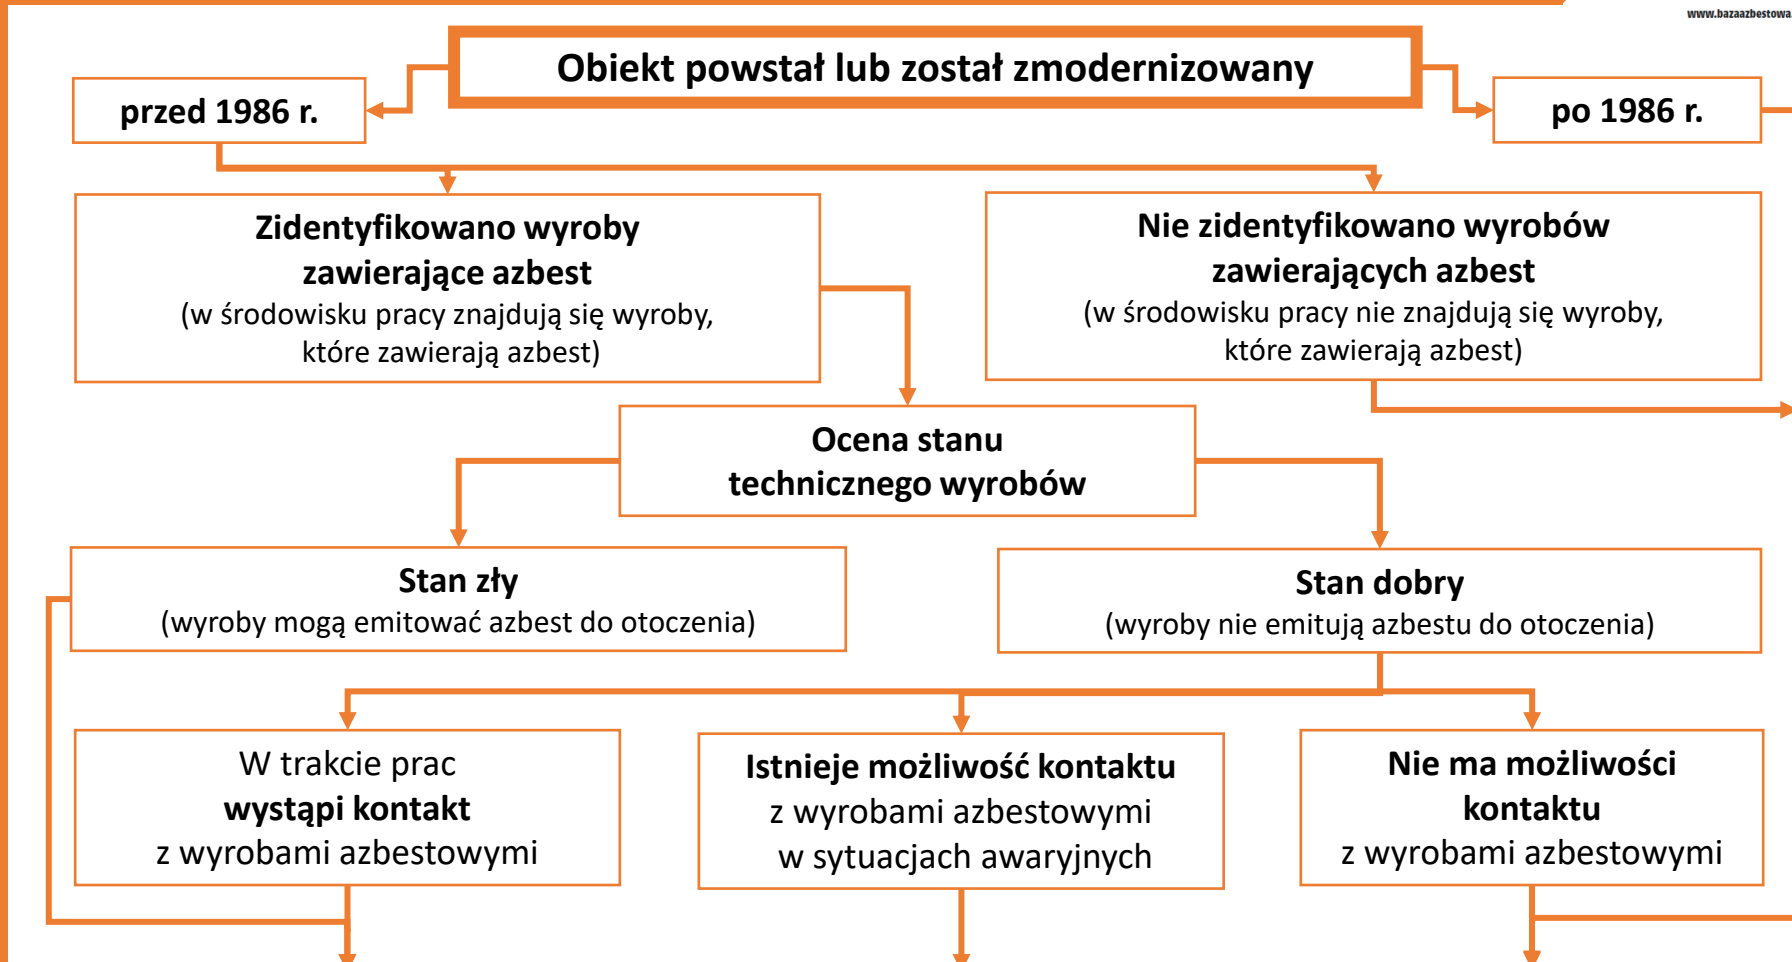 www.bazaazbestowa.
Obiekt powstał lub został zmodernizowany
przed 1986 r.
po 1986 r.
Zidentyfikowano wyroby
zawierające azbest
(w środowisku pracy znajdują się wyroby,
które zawierają azbest)
Nie zidentyfikowano wyrobów
zawierających azbest
(w środowisku pracy nie znajdują się wyroby,
które zawierają azbest)
Ocena stanu
technicznego wyrobów
Stan zły
(wyroby mogą emitować azbest do otoczenia)
Stan dobry
(wyroby nie emitują azbestu do otoczenia)
W trakcie prac
wystąpi kontakt
z wyrobami azbestowymi
Istnieje możliwość kontaktu
z wyrobami azbestowymi
w sytuacjach awaryjnych
Nie ma możliwości
kontaktu
z wyrobami azbestowymi